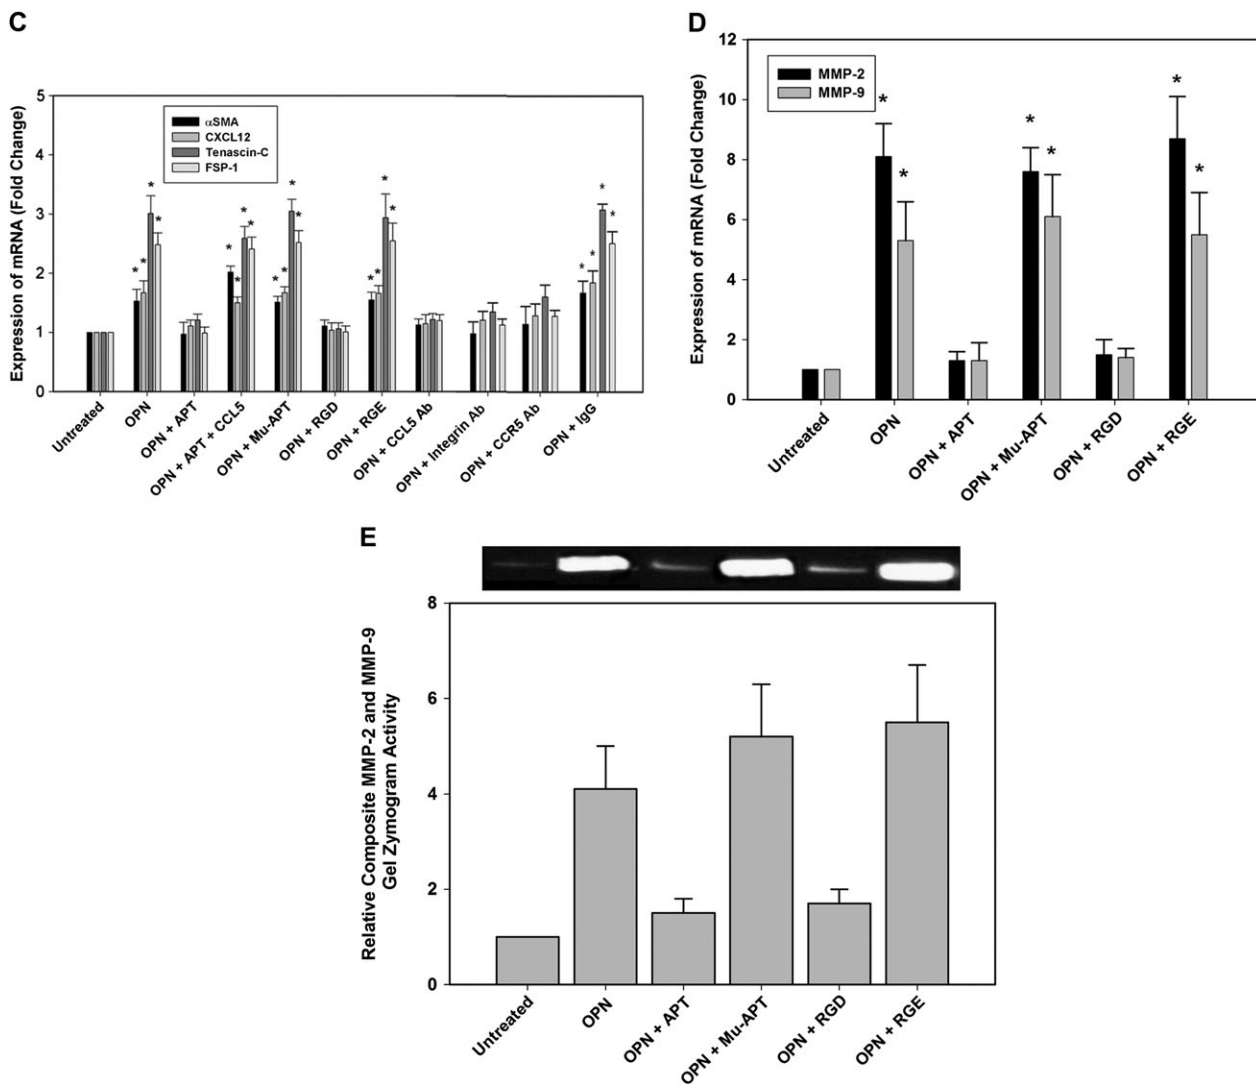 C
Expression of mRNA (Fold Change)
5
4
3
2
1
0
αSMA
CXCL12
Tenascin-C
FSP-1
* * * *
* * * *
* * * *
* * * *
* * * *
Untreated
OPN
OPN + APT
OPN + APT + CCL5
OPN + Mu-APT
OPN + RGD
OPN + RGE
OPN + CCL5 Ab
OPN + Integrin Ab
OPN + CCR5 Ab
OPN + IgG
D
Expression of mRNA (Fold Change)
12
10
8
6
4
2
0
MMP-2
MMP-9
* *
* *
* *
Untreated
OPN
OPN + APT
OPN + Mu-APT
OPN + RGD
OPN + RGE
E
Relative Composite MMP-2 and MMP-9
Gel Zymogram Activity
8
6
4
2
0
Untreated
OPN
OPN + APT
OPN + Mu-APT
OPN + RGD
OPN + RGE